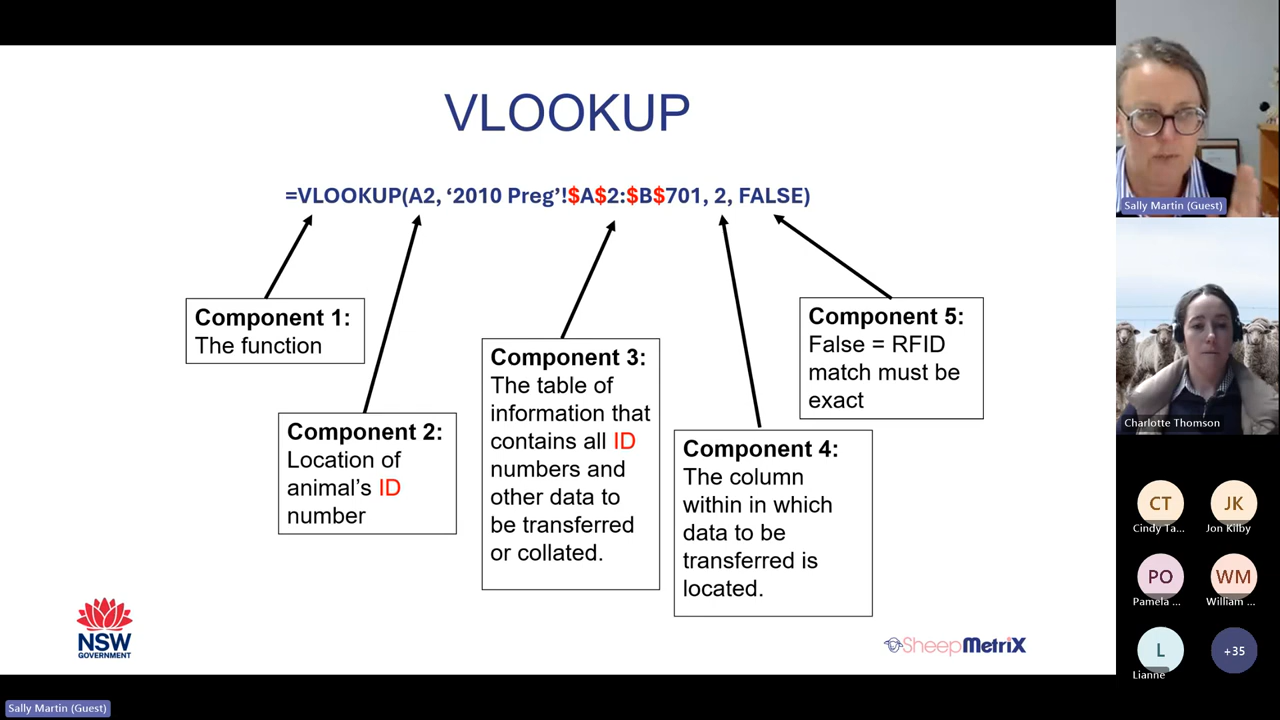 VLOOKUP
=VLOOKUP(A2, ‘2010 Preg’!$A$2:$B$701, 2, FALSE)
Component 1:
The function
Component 2:
Location of
animal’s ID
number
Component 3:
The table of
information that
contains all ID
numbers and
other data to
be transferred
or collated.
Component 4:
The column
within in which
data to be
transferred is
located.
Component 5:
False = RFID
match must be
exact
NSW
GOVERNMENT
SheepMetriX
Sally Martin (Guest)
Charlotte Thomson
CT
Cindy Ta...
JK
Jon Kilby
PO
Pamela ...
WM
William ...
L
Lianne
+35
Sally Martin (Guest)